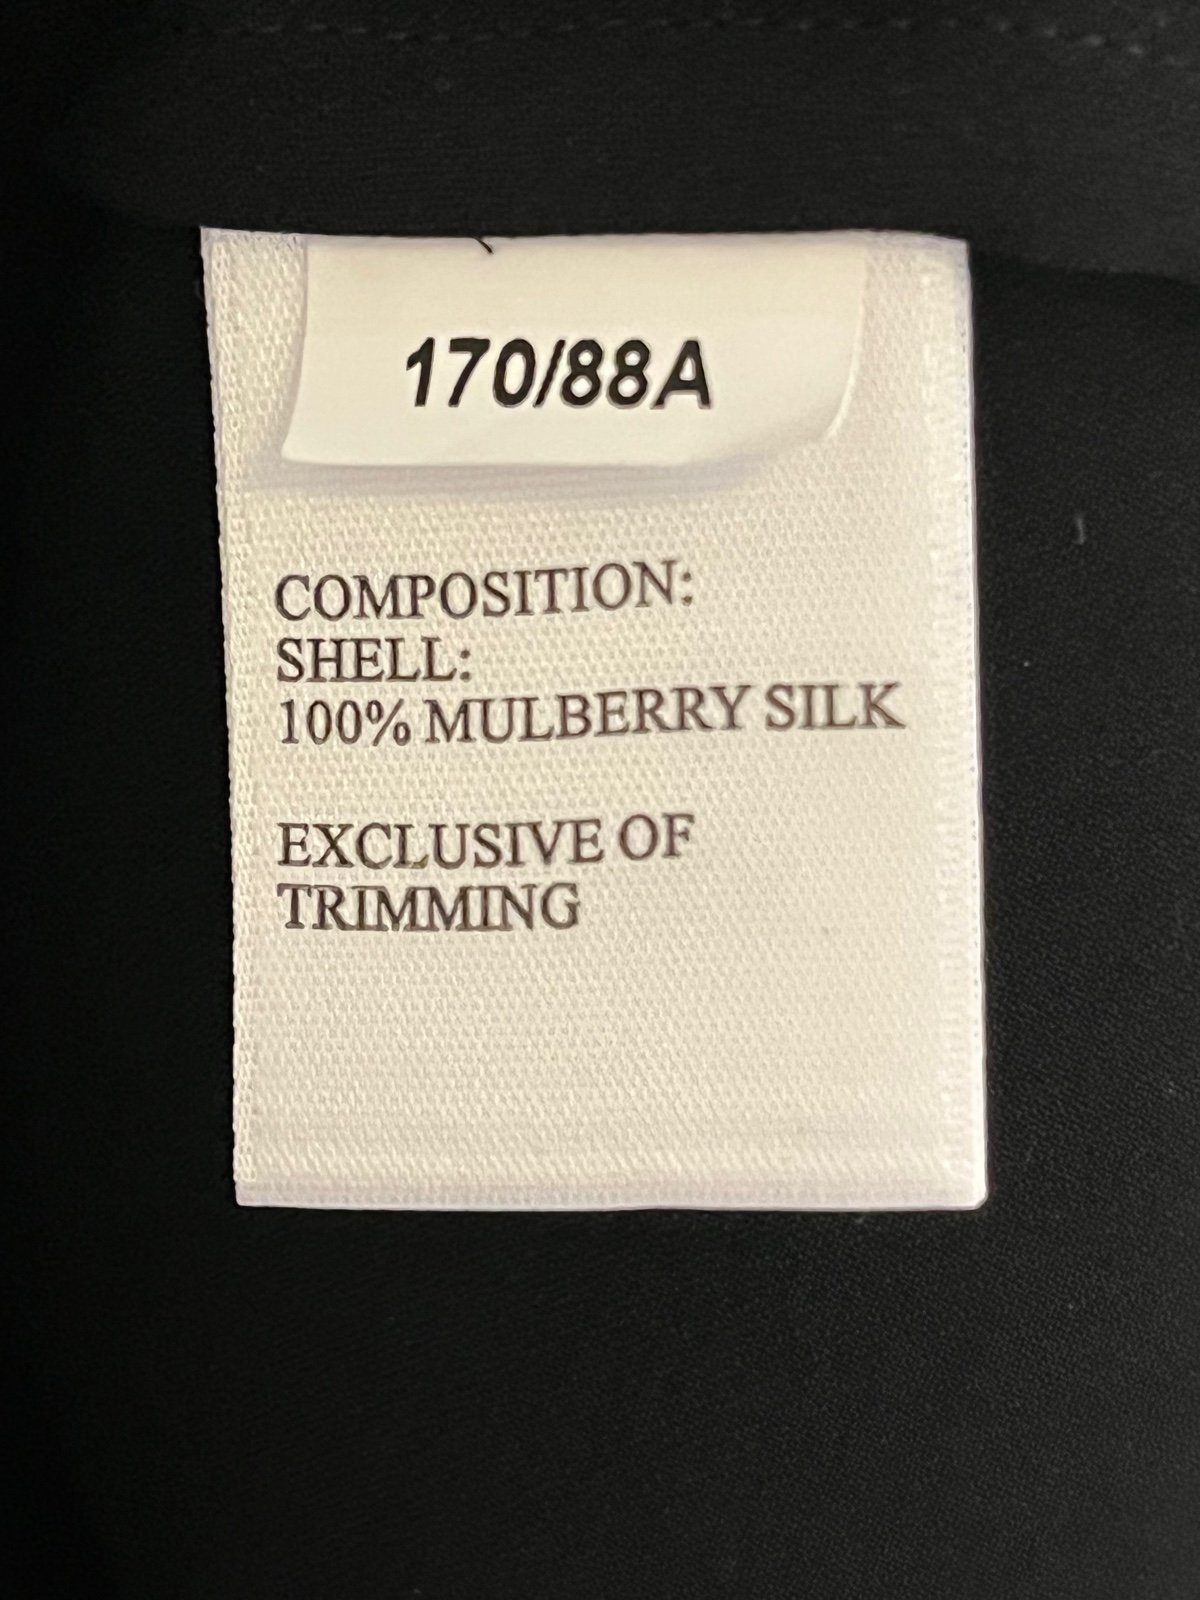 170/88A
COMPOSITION:
SHELL:
100% MULBERRY SILK
EXCLUSIVE OF
TRIMMING